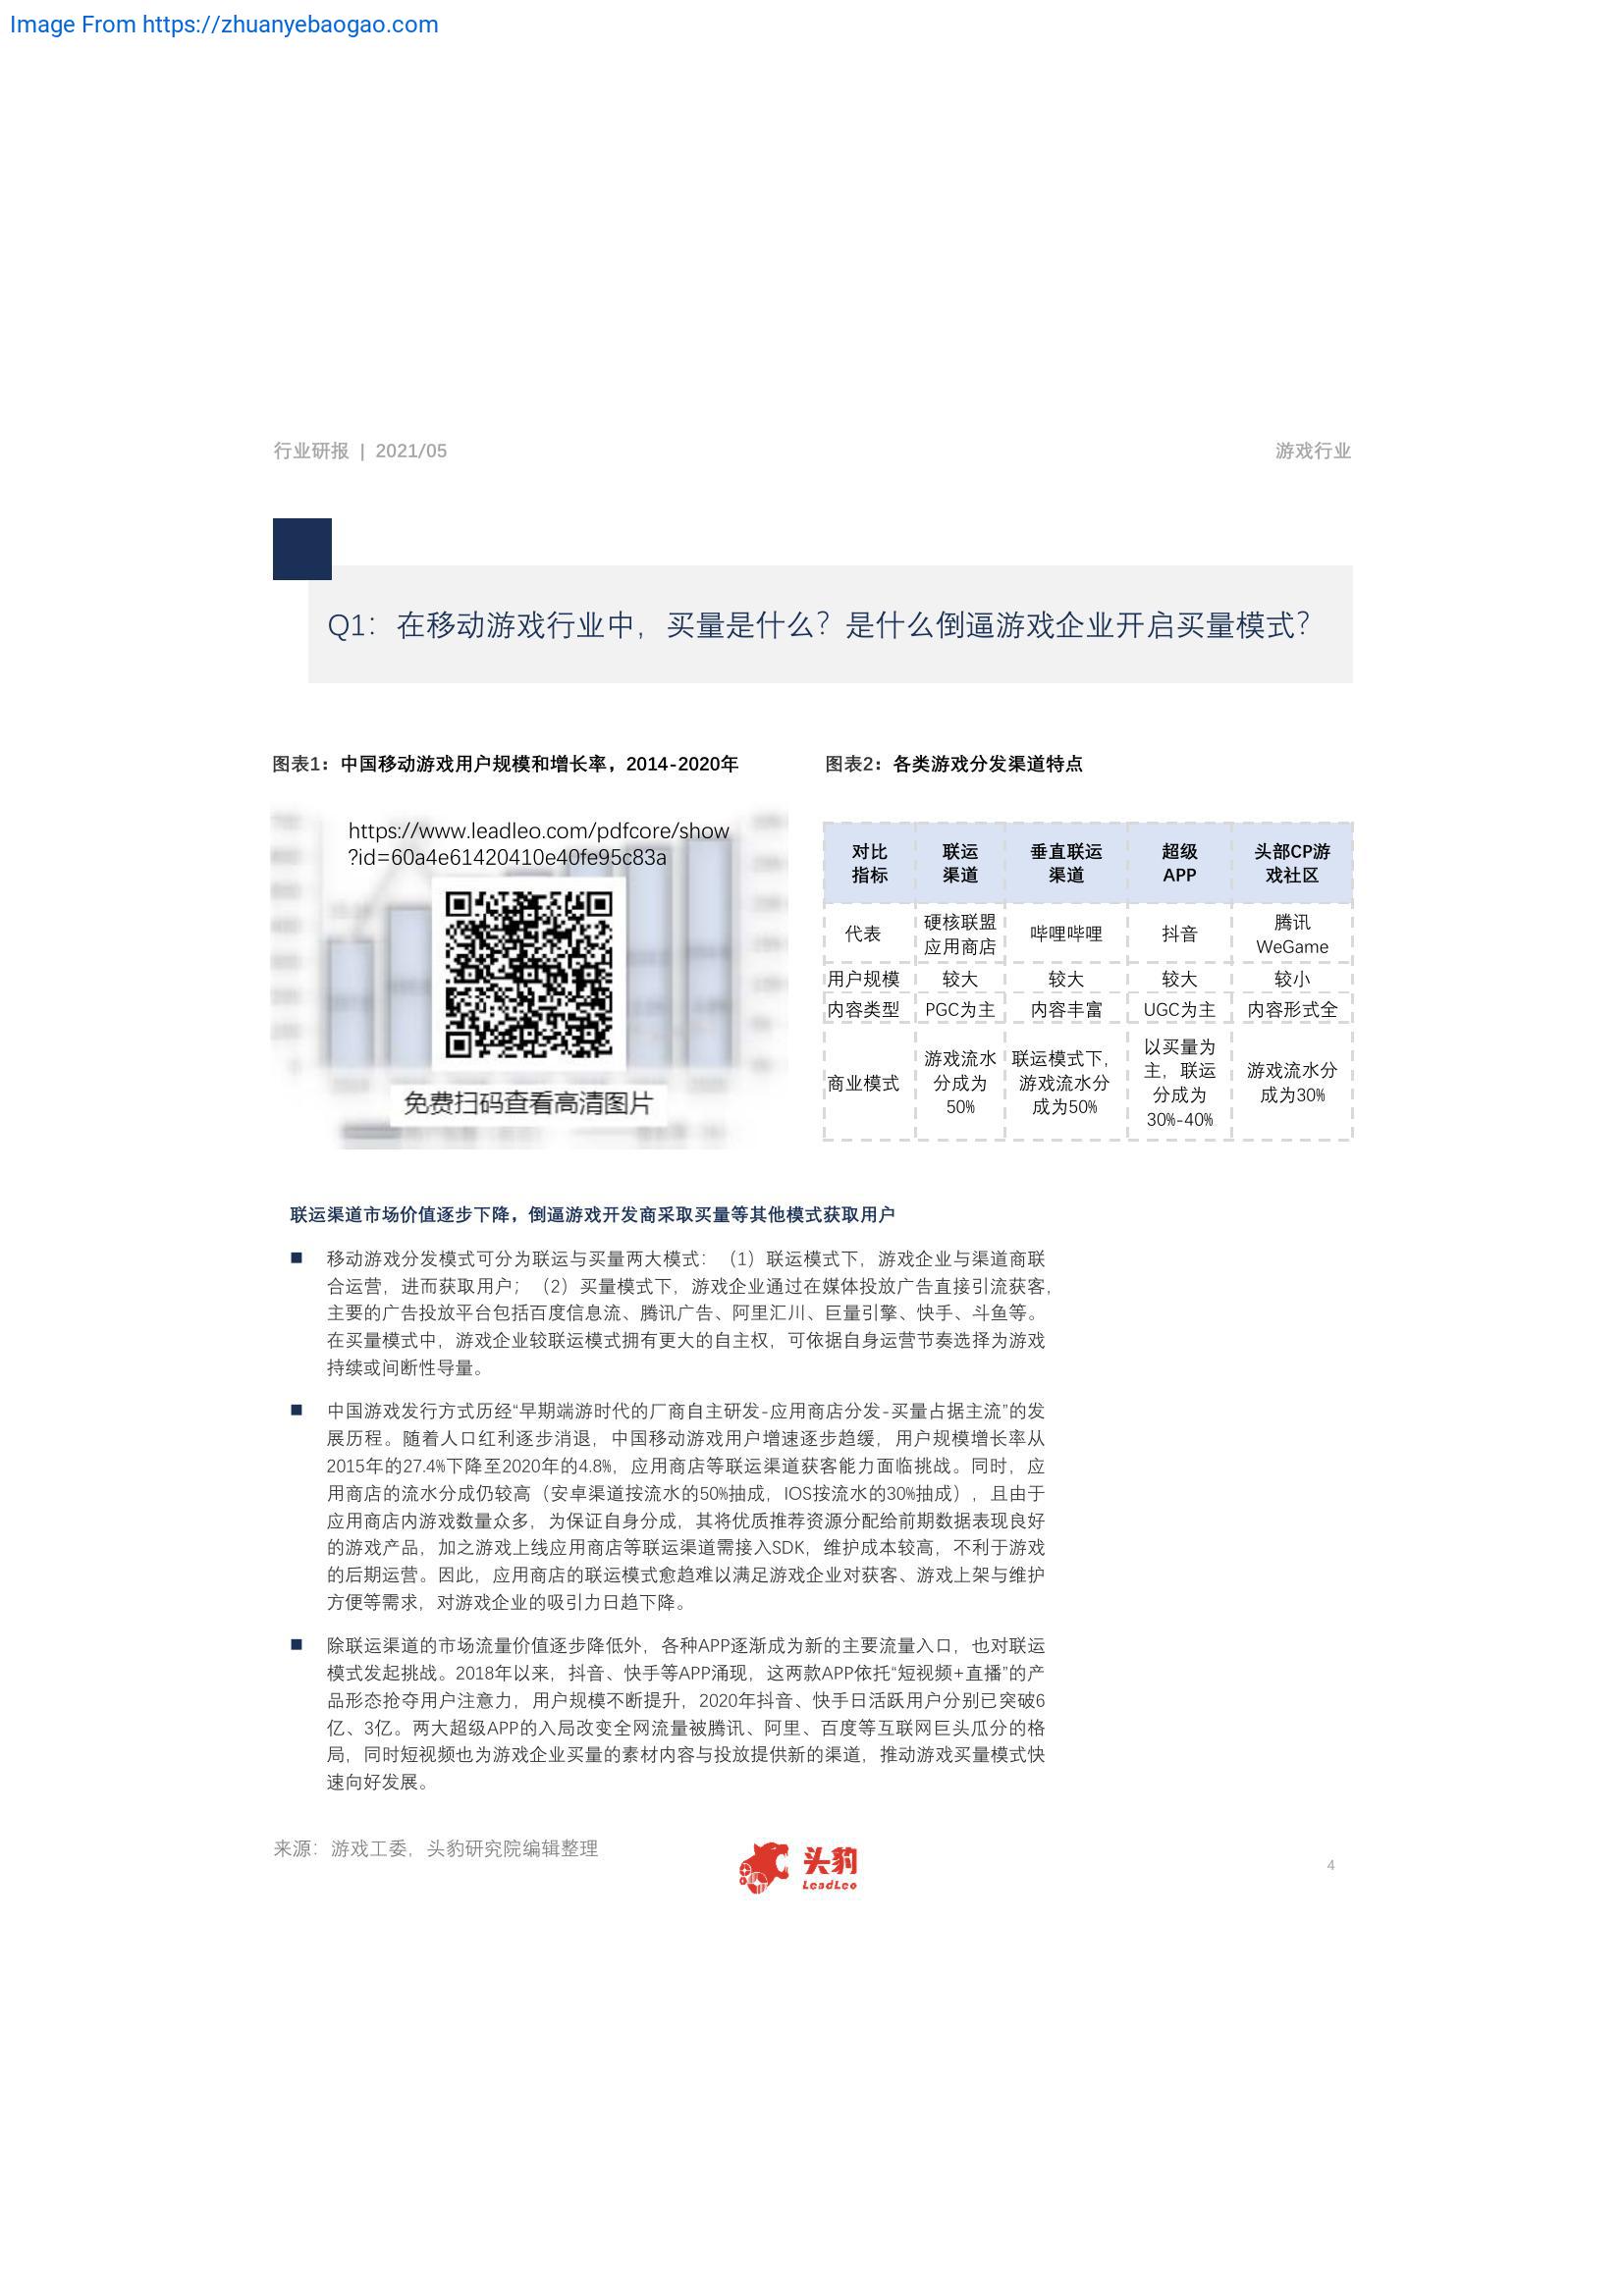 Image From https://zhuanyebaogao.com
行业研报 | 2021/05
游戏行业
Q1：在移动游戏行业中，买量是什么？是什么倒逼游戏企业开启买量模式？
图表1：中国移动游戏用户规模和增长率，2014-2020年
https://www.leadleo.com/pdfcore/show
?id=60a4e61420410e40fe95c83a
免费扫码查看高清图片
图表2：各类游戏分发渠道特点
对比指标 联运渠道 垂直联运渠道 超级APP 头部CP游戏社区
代表 硬核联盟应用商店 哔哩哔哩 抖音 腾讯WeGame
用户规模 较大 较大 较大 较小
内容类型 PGC为主 内容丰富 UGC为主 内容形式全
商业模式 游戏流水分成为50% 联运模式下，游戏流水分成为50% 以买量为主，联运分成为30%-40% 游戏流水分成为30%
联运渠道市场价值逐步下降，倒逼游戏开发商采取买量等其他模式获取用户
移动游戏分发模式可分为联运与买量两大模式：（1）联运模式下，游戏企业与渠道商联
合运营，进而获取用户；（2）买量模式下，游戏企业通过在媒体投放广告直接引流获客，
主要的广告投放平台包括百度信息流、腾讯广告、阿里汇川、巨量引擎、快手、斗鱼等。
在买量模式中，游戏企业较联运模式拥有更大的自主权，可依据自身运营节奏选择为游戏
持续或间断性导量。
中国游戏发行方式历经“早期端游时代的厂商自主研发-应用商店分发-买量占据主流”的发
展历程。随着人口红利逐步消退，中国移动游戏用户增速逐步趋缓，用户规模增长率从
2015年的27.4%下降至2020年的4.8%，应用商店等联运渠道获客能力面临挑战。同时，应
用商店的流水分成仍较高（安卓渠道按流水的50%抽成，IOS按流水的30%抽成），且由于
应用商店内游戏数量众多，为保证自身分成，其将优质推荐资源分配给前期数据表现良好
的游戏产品，加之游戏上线应用商店等联运渠道需接入SDK，维护成本较高，不利于游戏
的后期运营。因此，应用商店的联运模式愈趋难以满足游戏企业对获客、游戏上架与维护
方便等需求，对游戏企业的吸引力日趋下降。
除联运渠道的市场流量价值逐步降低外，各种APP逐渐成为新的主要流量入口，也对联运
模式发起挑战。2018年以来，抖音、快手等APP涌现，这两款APP依托“短视频+直播”的产
品形态抢夺用户注意力，用户规模不断提升，2020年抖音、快手日活跃用户分别已突破6
亿、3亿。两大超级APP的入局改变全网流量被腾讯、阿里、百度等互联网巨头瓜分的格
局，同时短视频也为游戏企业买量的素材内容与投放提供新的渠道，推动游戏买量模式快
速向好发展。
来源：游戏工委，头豹研究院编辑整理
头豹
LeadLeo
4